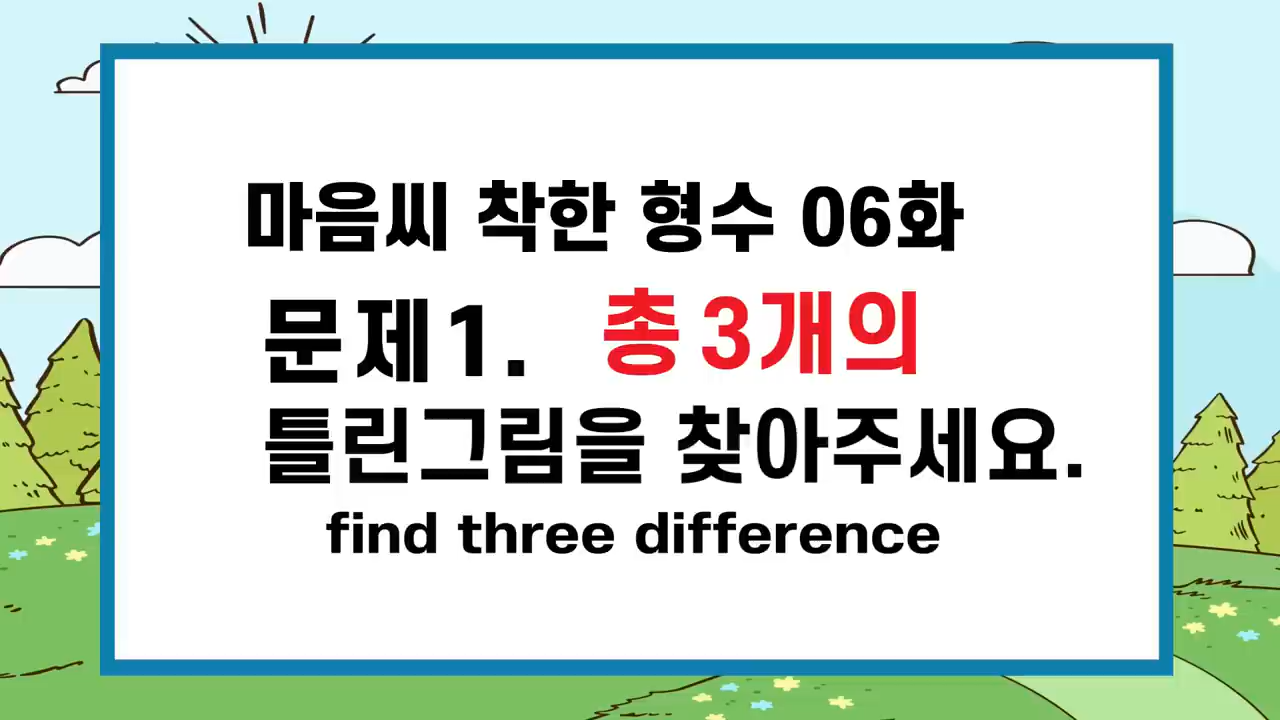 마음씨 착한 형수 06화
문제1. 총 3개의
틀린그림을 찾아주세요.
find three difference